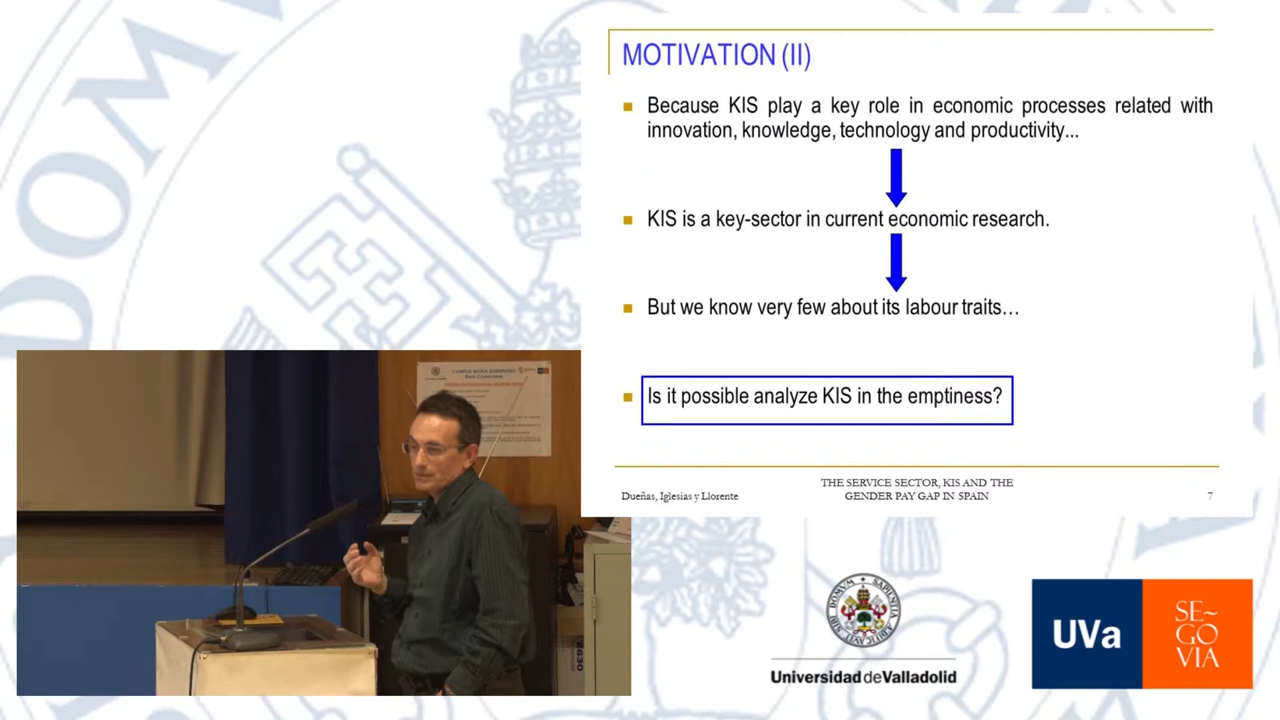 MOTIVATION (II)
Because KIS play a key role in economic processes related with
innovation, knowledge, technology and productivity...
KIS is a key-sector in current economic research.
But we know very few about its labour traits…
Is it possible analyze KIS in the emptiness?
Dueñas, Iglesias y Llorente
THE SERVICE SECTOR, KIS AND THE
GENDER PAY GAP IN SPAIN
7
Universidad de Valladolid
UVa
SE~
GO
VIA
DOM